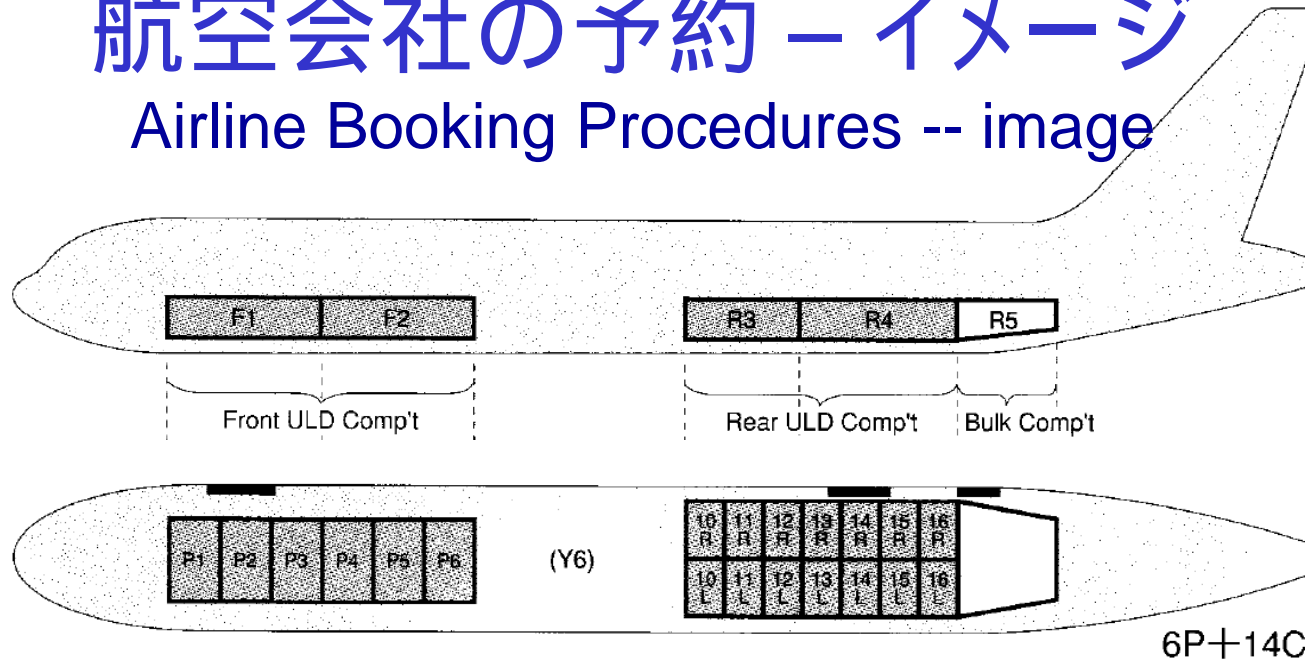 航空会社の予約 – イメージ
Airline Booking Procedures -- image
F1 F2 R3 R4 R5
Front ULD Comp't Rear ULD Comp't Bulk Comp't
10 R 11 R 12 R 13 R 14 R 15 R 16 R
P1 P2 P3 P4 P5 P6 (Y6)
10 L 11 L 12 L 13 L 14 L 15 L 16 L
6P+14C